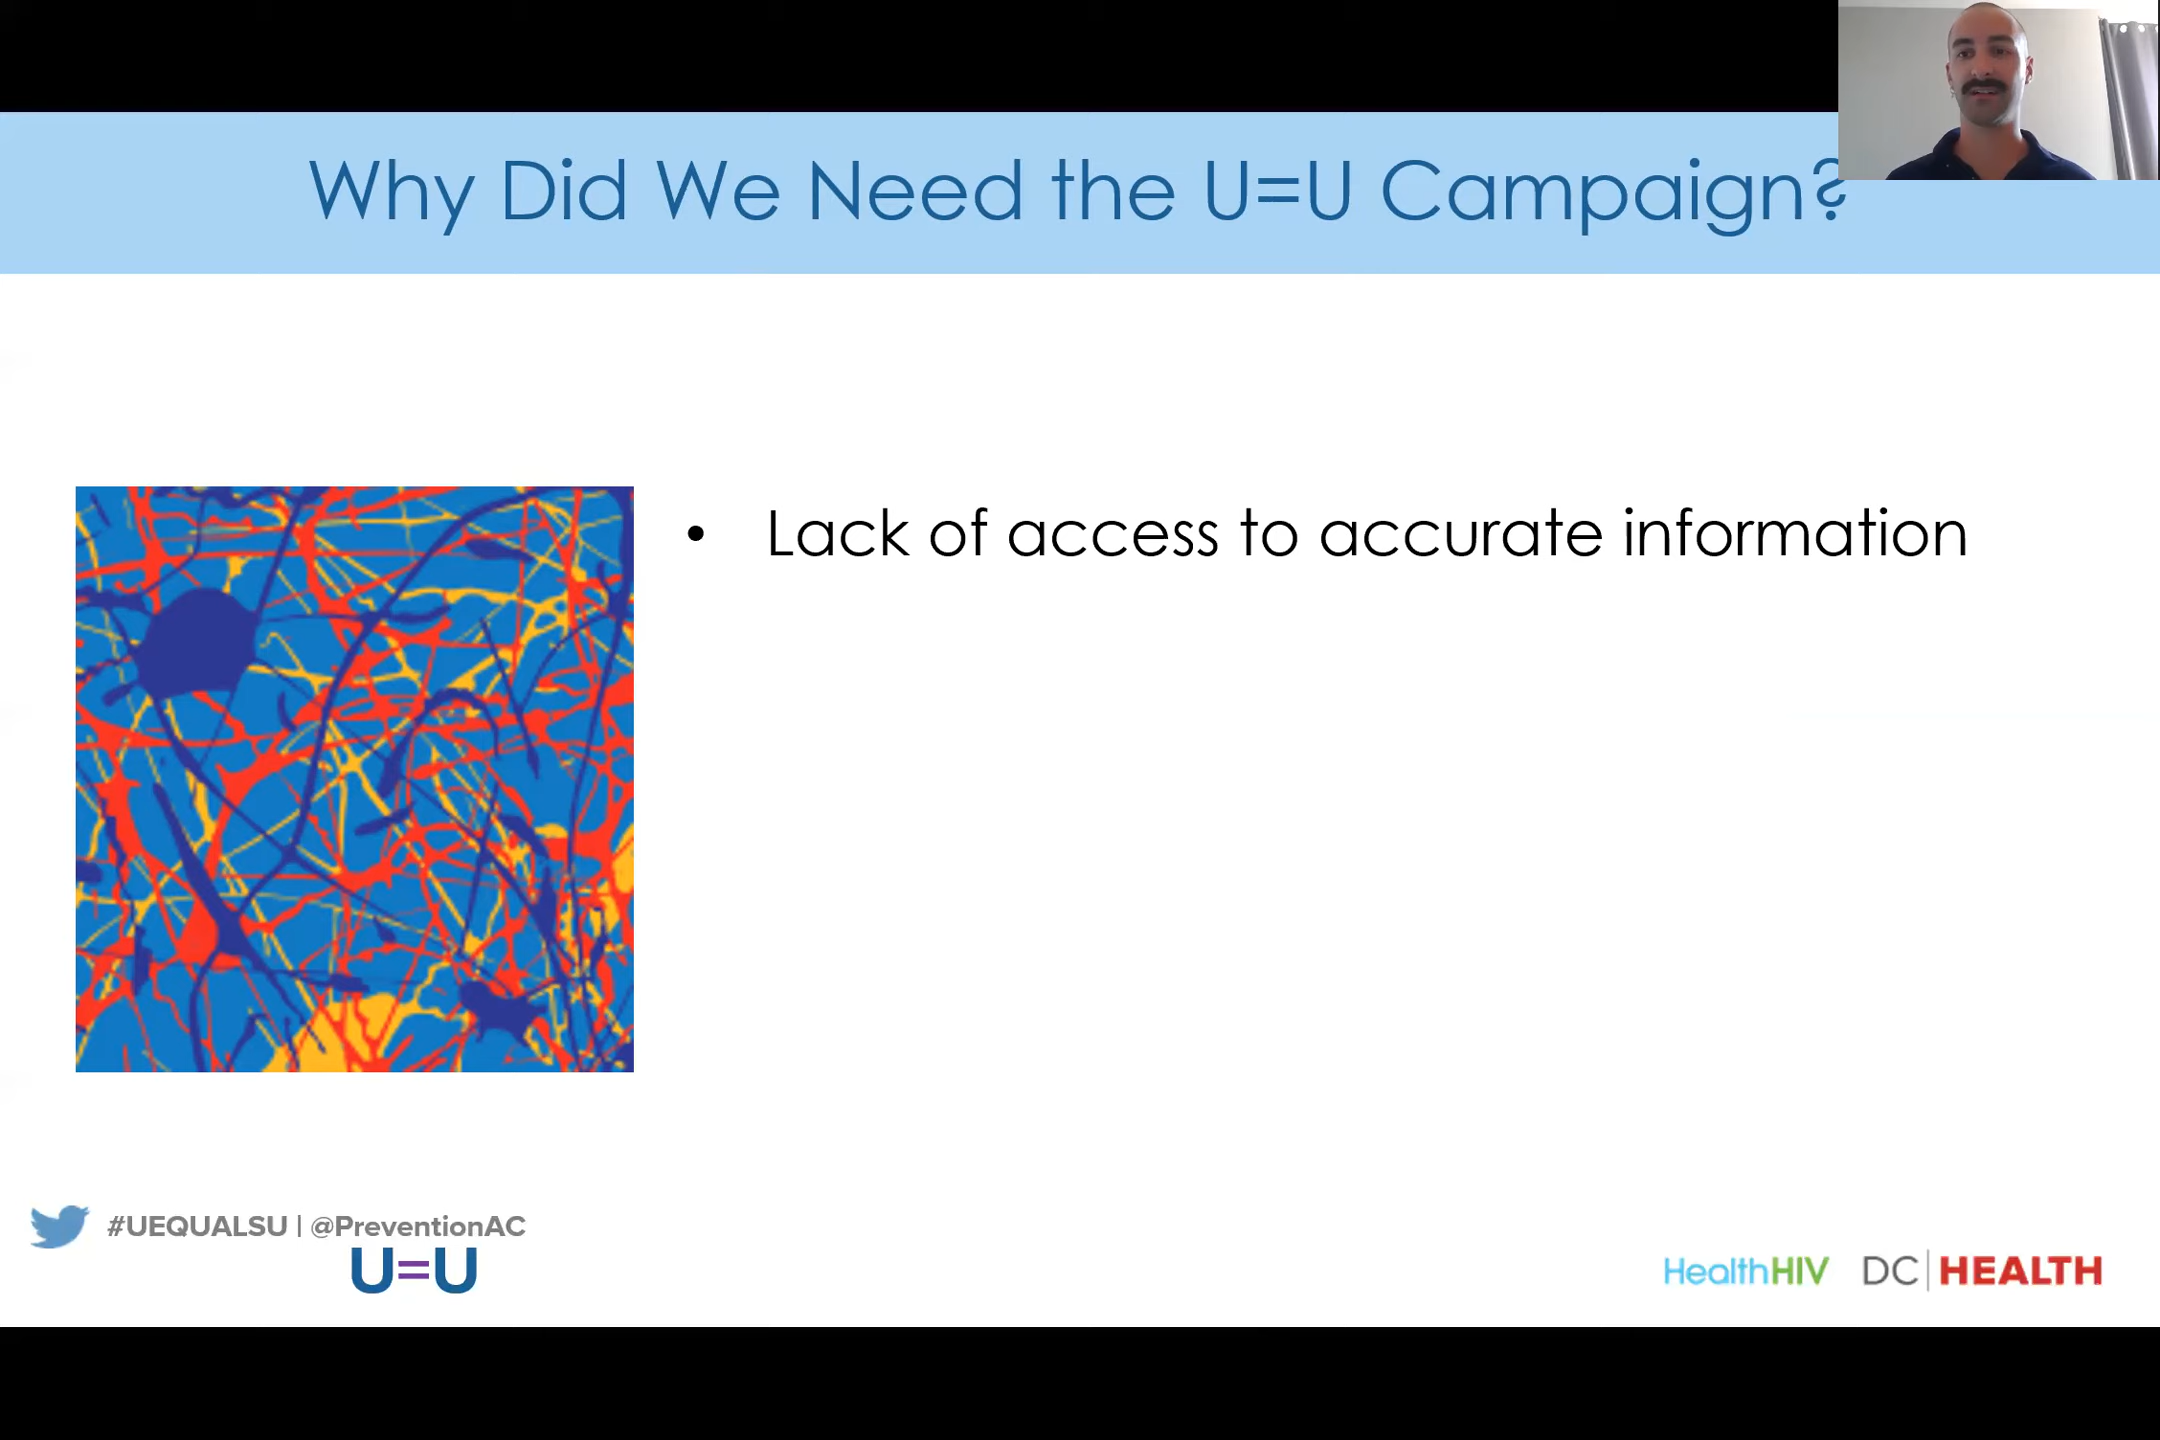 Why Did We Need the U=U Campaign?
• Lack of access to accurate information
#UEQUALSU | @PreventionAC
U=U
HealthHIV DC | HEALTH